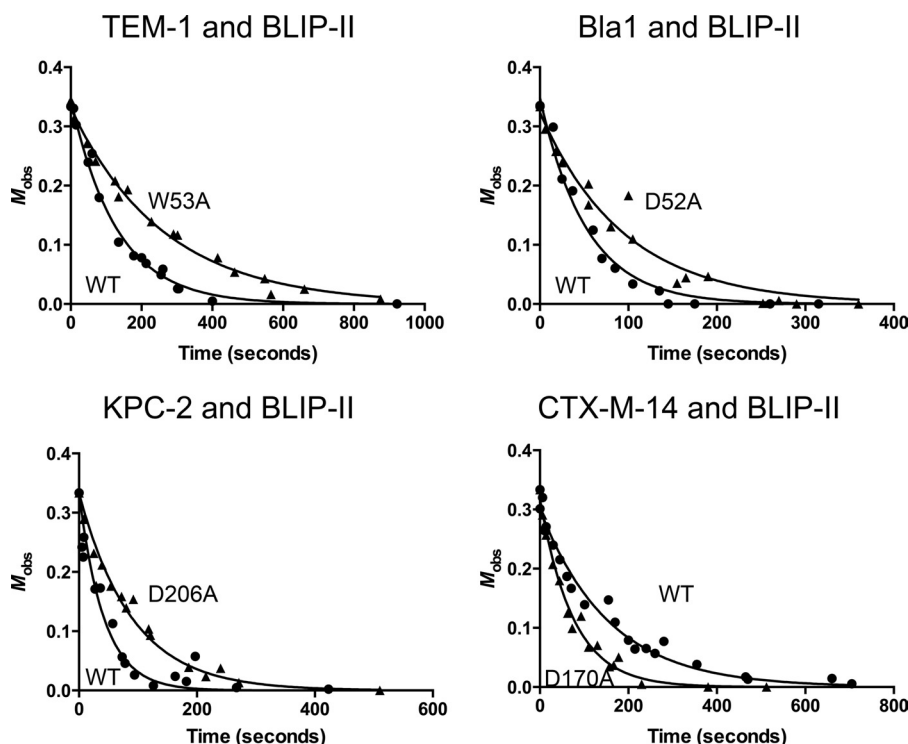 TEM-1 and BLIP-II
0.4
0.3
0.2
0.1
0.0
Mobs
W53A
WT
0 200 400 600 800 1000
Time (seconds)
Bla1 and BLIP-II
0.4
0.3
0.2
0.1
0.0
Mobs
D52A
WT
0 100 200 300 400
Time (seconds)
KPC-2 and BLIP-II
0.4
0.3
0.2
0.1
0.0
Mobs
D206A
WT
0 200 400 600
Time (seconds)
CTX-M-14 and BLIP-II
0.4
0.3
0.2
0.1
0.0
Mobs
WT
D170A
0 200 400 600 800
Time (seconds)